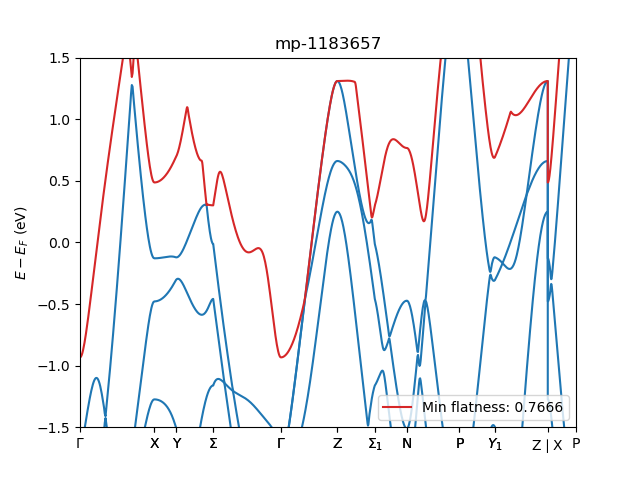 mp-1183657
E − E_F (eV)
1.5
1.0
0.5
0.0
−0.5
−1.0
−1.5
Min flatness: 0.7666
Γ X Y Σ Γ Z Σ₁ N P Y₁ Z | X P